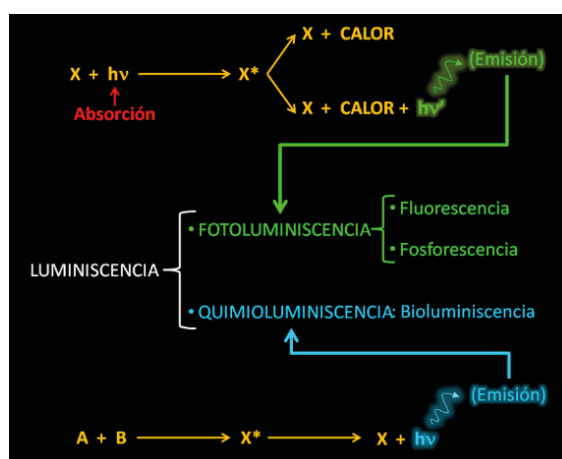 X + CALOR
X + hν → X*
X + CALOR + hν' (Emisión)
Absorción
• FOTOLUMINISCENCIA
• Fluorescencia
• Fosforescencia
LUMINISCENCIA
• QUIMIOLUMINISCENCIA: Bioluminiscencia
(Emisión)
A + B → X* → X + hν